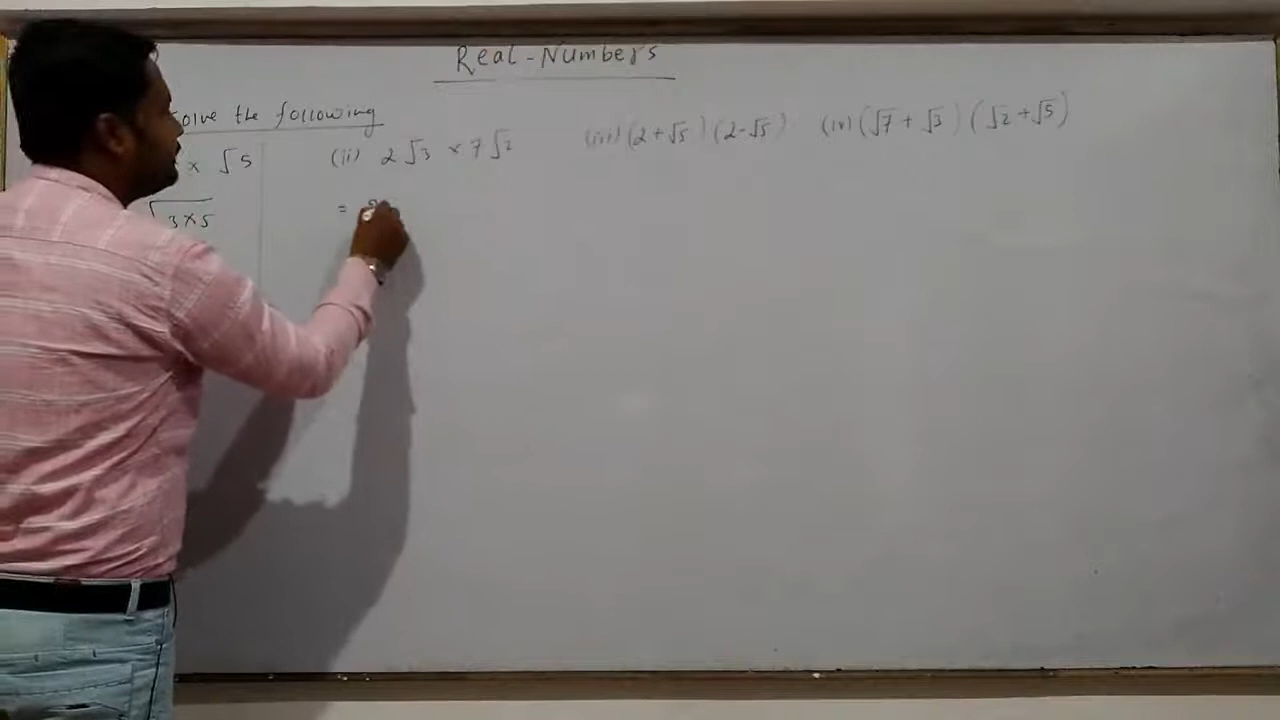 Real-Numbers
olve the following
× √5
(ii) 2√3 × 7√2
(iii) (2+√5) (2-√5)
(iv) (√7 + √3) (√2 + √5)
√3×5
=